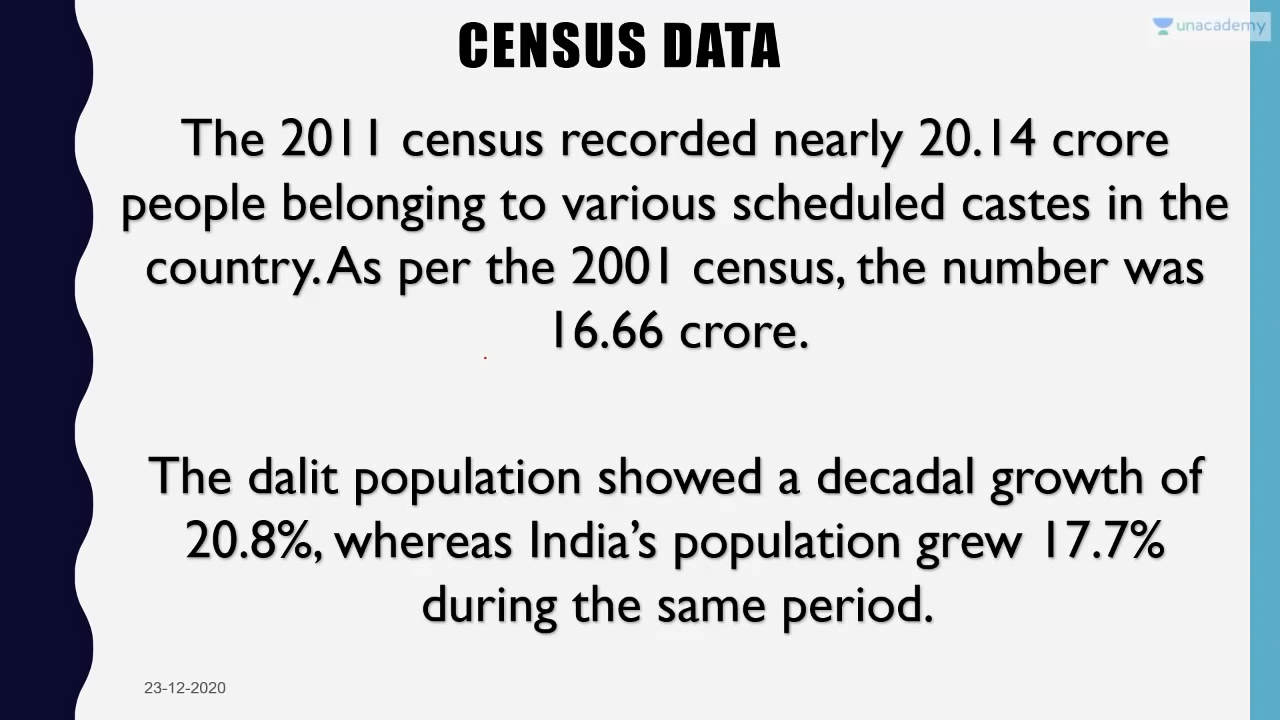 CENSUS DATA
unacademy
The 2011 census recorded nearly 20.14 crore
people belonging to various scheduled castes in the
country. As per the 2001 census, the number was
16.66 crore.
The dalit population showed a decadal growth of
20.8%, whereas India’s population grew 17.7%
during the same period.
23-12-2020